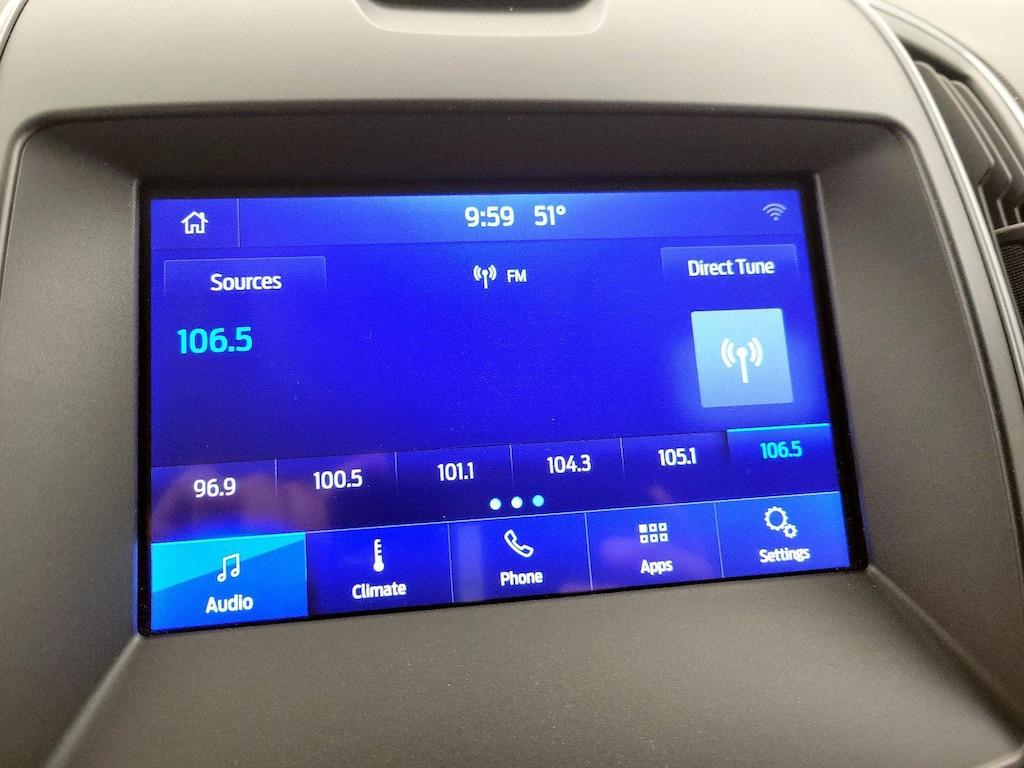 9:59 51°
Sources
FM
Direct Tune
106.5
96.9
100.5
101.1
104.3
105.1
106.5
Audio
Climate
Phone
Apps
Settings